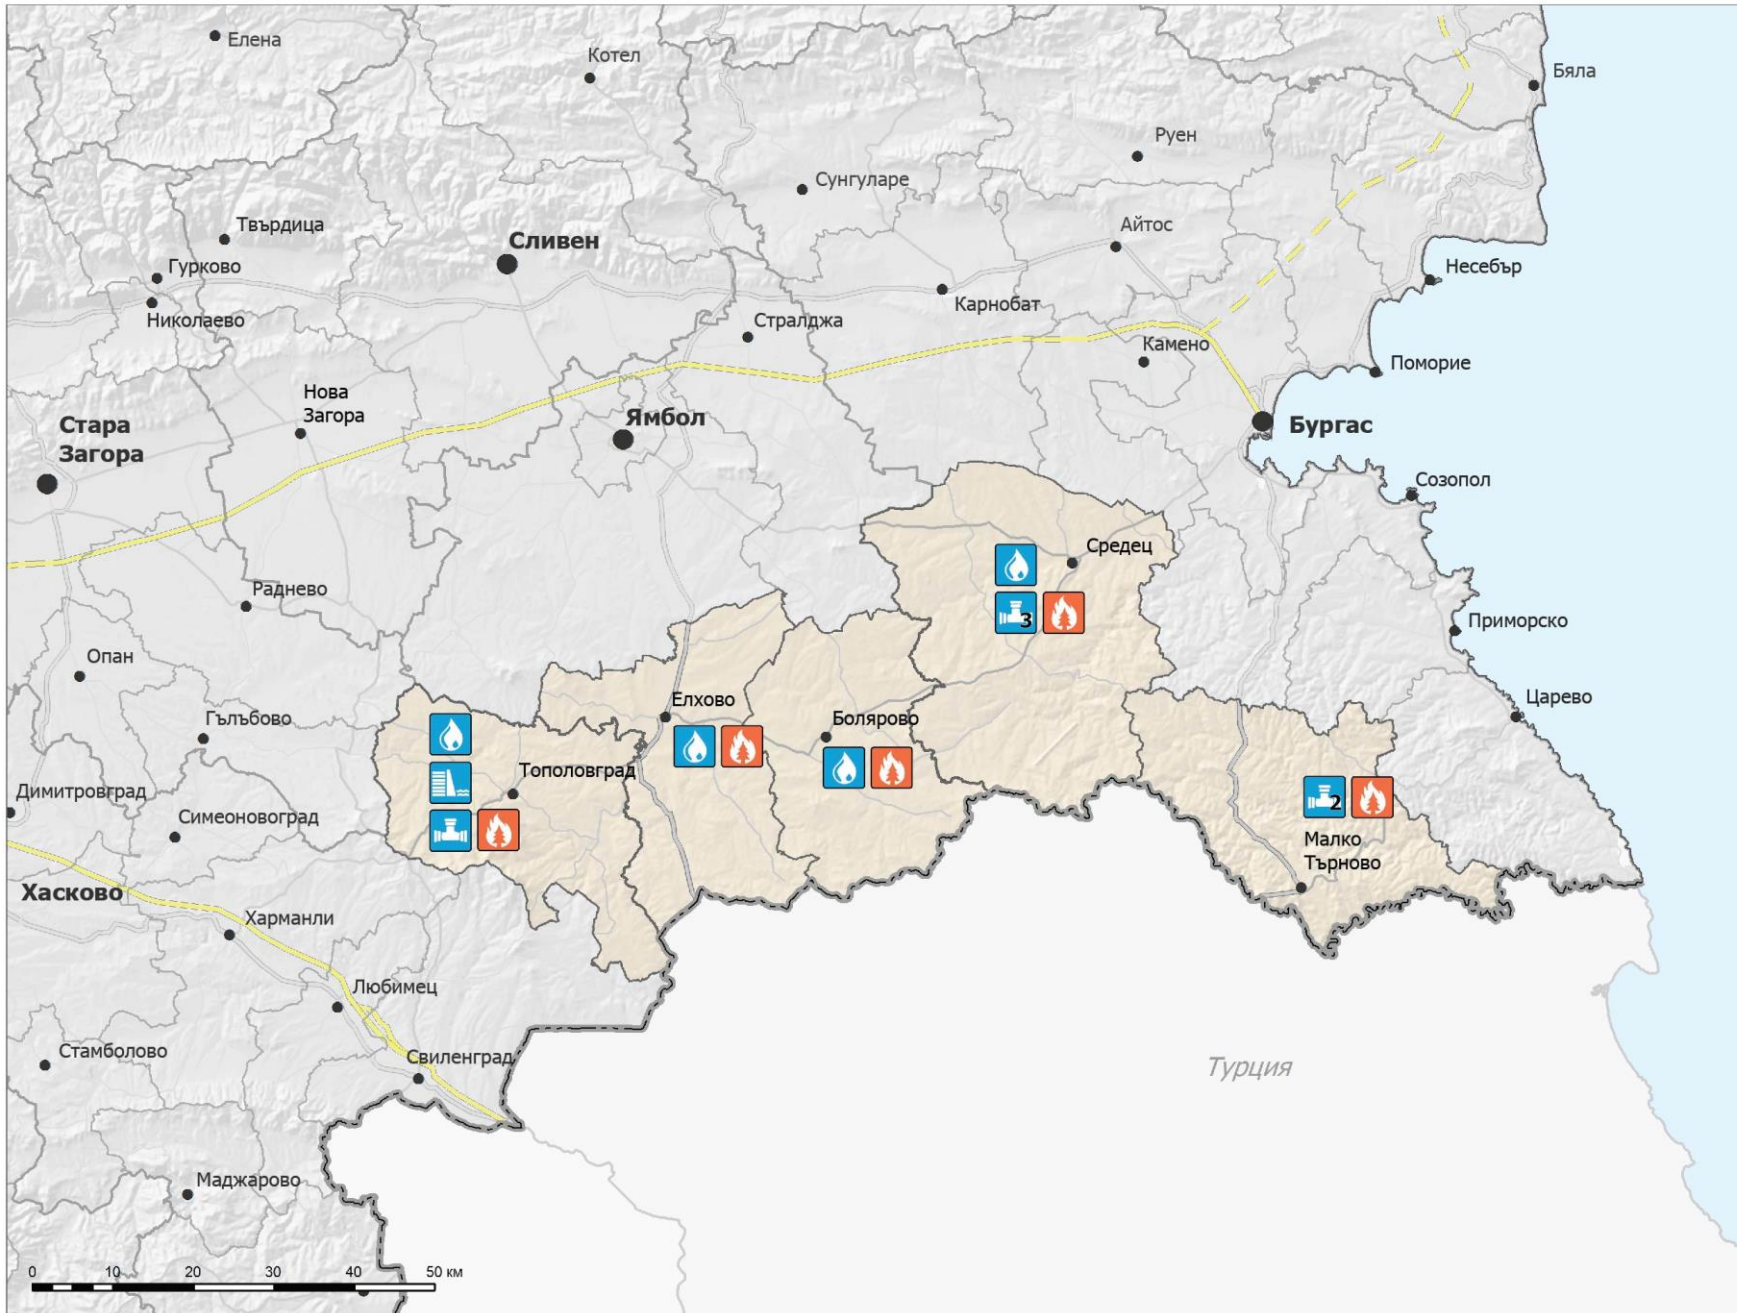 Елена
Котел
Бяла
Руен
Сунгуларе
Твърдица
Сливен
Айтос
Гурково
Несебър
Николаево
Карнобат
Стралджа
Камено
Поморие
Нова
Загора
Стара
Загора
Ямбол
Бургас
Созопол
Средец
Раднево
3
Приморско
Опан
Елхово
Царево
Гълъбово
Болярово
Тополовград
Димитровград
Симеоновоград
2
Малко
Търново
Хасково
Харманли
Любимец
Стамболово
Свиленград
Турция
Маджарово
0 10 20 30 40 50 км